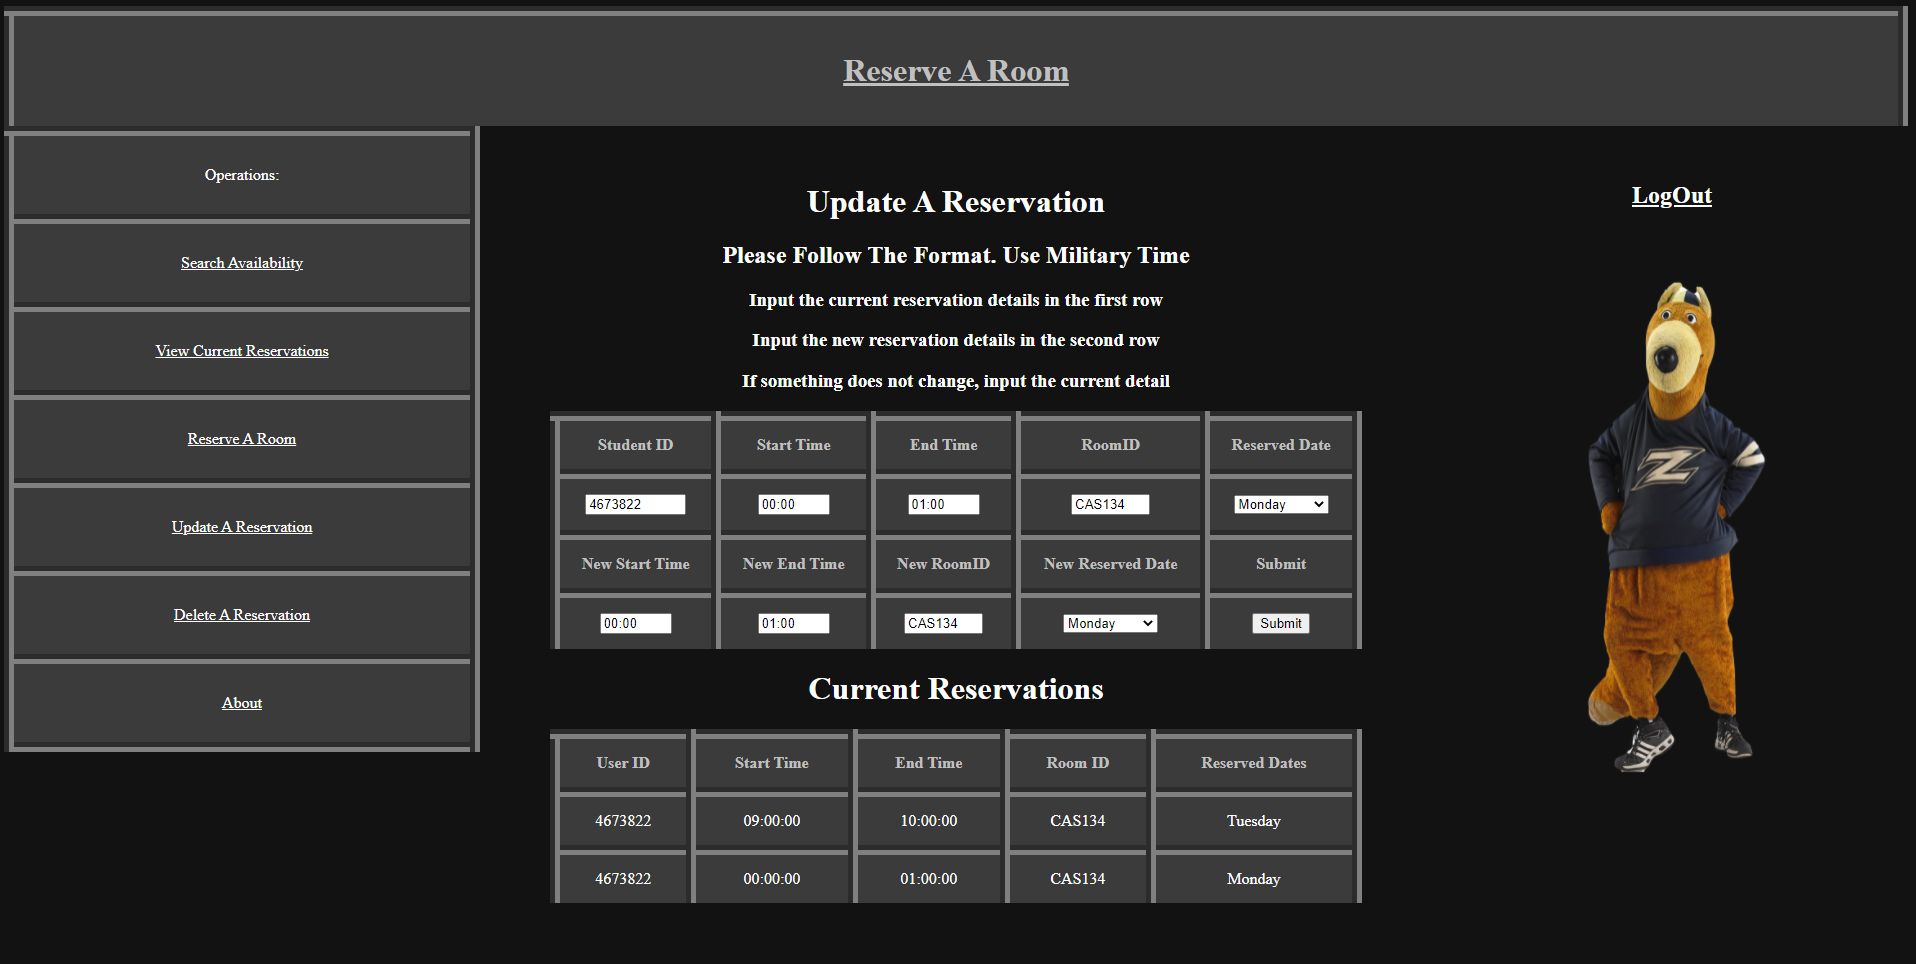 Reserve A Room
Operations:
Search Availability
View Current Reservations
Reserve A Room
Update A Reservation
Delete A Reservation
About
Update A Reservation
Please Follow The Format. Use Military Time
Input the current reservation details in the first row
Input the new reservation details in the second row
If something does not change, input the current detail
Student ID Start Time End Time RoomID Reserved Date
4673822 00:00 01:00 CAS134 Monday
New Start Time New End Time New RoomID New Reserved Date Submit
00:00 01:00 CAS134 Monday Submit
Current Reservations
User ID Start Time End Time Room ID Reserved Dates
4673822 09:00:00 10:00:00 CAS134 Tuesday
4673822 00:00:00 01:00:00 CAS134 Monday
LogOut
Z